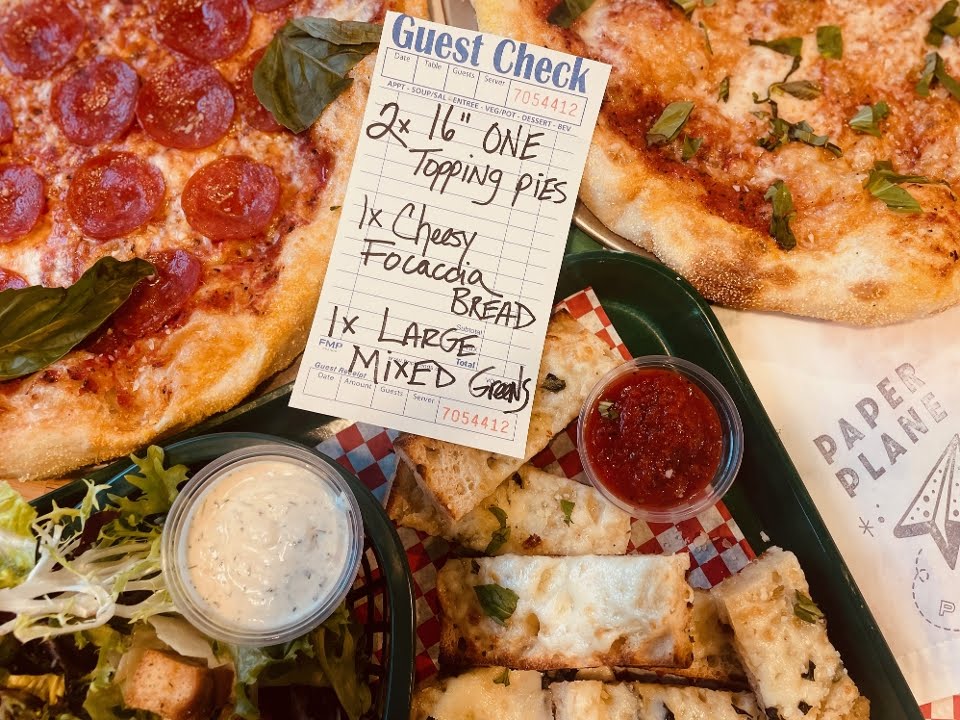 Guest Check
Date Table Guests Server 7054412
APPT - SOUP/SAL - ENTREE - VEG/POT - DESSERT - BEV
2x 16" ONE
Topping pies
1x Cheesy
Focaccia
BREAD
Subtotal
1x LARGE
Total
FMP
Mixed Greens
Guest Receipt
Date Amount Guests Server 7054412
PAPER
PLANE
P